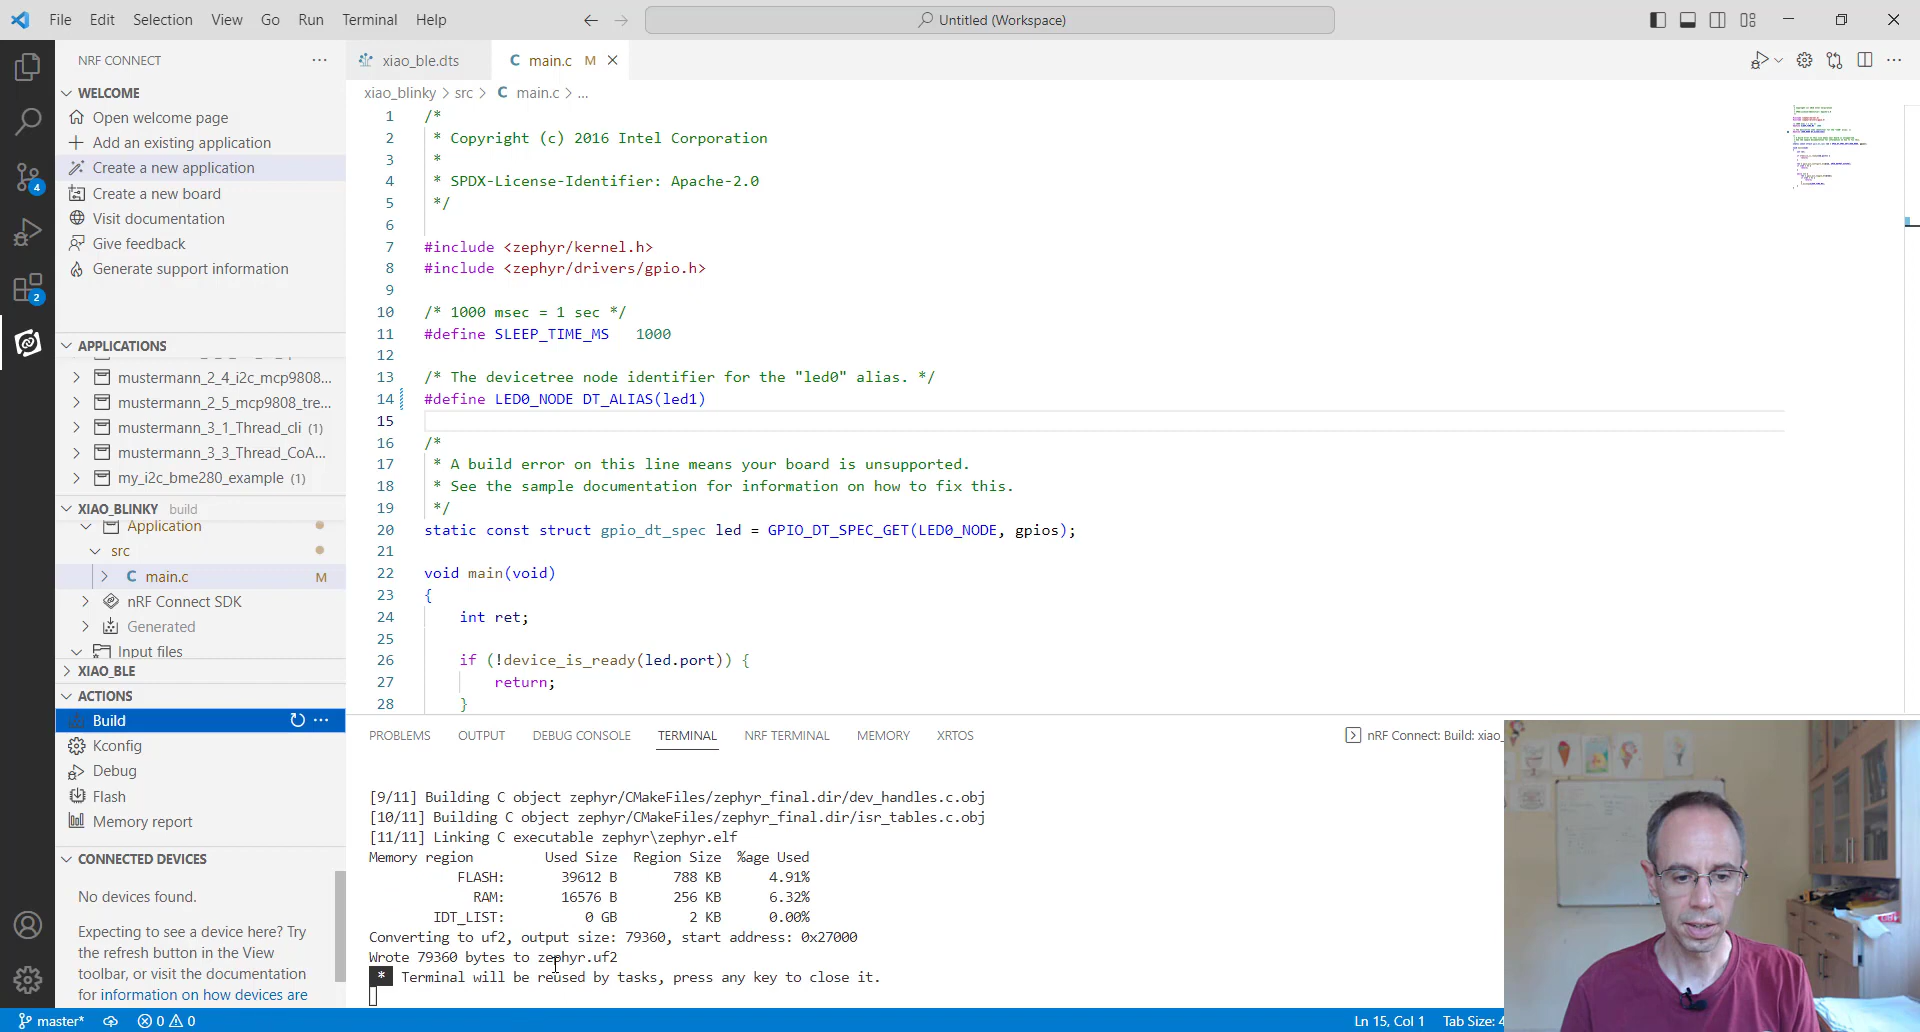 File Edit Selection View Go Run Terminal Help
Untitled (Workspace)
NRF CONNECT
WELCOME
Open welcome page
Add an existing application
Create a new application
Create a new board
Visit documentation
Give feedback
Generate support information
4
2
APPLICATIONS
mustermann_2_4_i2c_mcp9808...
mustermann_2_5_mcp9808_tre...
mustermann_3_1_Thread_cli (1)
mustermann_3_3_Thread_CoA...
my_i2c_bme280_example (1)
XIAO_BLINKY build
Application
src
C main.c M
nRF Connect SDK
Generated
Input files
XIAO_BLE
ACTIONS
Build
Kconfig
Debug
Flash
Memory report
CONNECTED DEVICES
No devices found.
Expecting to see a device here? Try
the refresh button in the View
toolbar, or visit the documentation
for information on how devices are
xiao_ble.dts
C main.c M
xiao_blinky > src > C main.c > ...
1 /*
2 * Copyright (c) 2016 Intel Corporation
3 *
4 * SPDX-License-Identifier: Apache-2.0
5 */
6
7 #include <zephyr/kernel.h>
8 #include <zephyr/drivers/gpio.h>
9
10 /* 1000 msec = 1 sec */
11 #define SLEEP_TIME_MS   1000
12
13 /* The devicetree node identifier for the "led0" alias. */
14 #define LED0_NODE DT_ALIAS(led1)
15
16 /*
17 * A build error on this line means your board is unsupported.
18 * See the sample documentation for information on how to fix this.
19 */
20 static const struct gpio_dt_spec led = GPIO_DT_SPEC_GET(LED0_NODE, gpios);
21
22 void main(void)
23 {
24 int ret;
25
26 if (!device_is_ready(led.port)) {
27 return;
28 }
PROBLEMS OUTPUT DEBUG CONSOLE TERMINAL NRF TERMINAL MEMORY XRTOS
nRF Connect: Build: xiao_
[9/11] Building C object zephyr/CMakeFiles/zephyr_final.dir/dev_handles.c.obj
[10/11] Building C object zephyr/CMakeFiles/zephyr_final.dir/isr_tables.c.obj
[11/11] Linking C executable zephyr\zephyr.elf
Memory region Used Size Region Size %age Used
FLASH: 39612 B 788 KB 4.91%
RAM: 16576 B 256 KB 6.32%
IDT_LIST: 0 GB 2 KB 0.00%
Converting to uf2, output size: 79360, start address: 0x27000
Wrote 79360 bytes to zephyr.uf2
* Terminal will be reused by tasks, press any key to close it.
master* 0 0
Ln 15, Col 1 Tab Size: 4